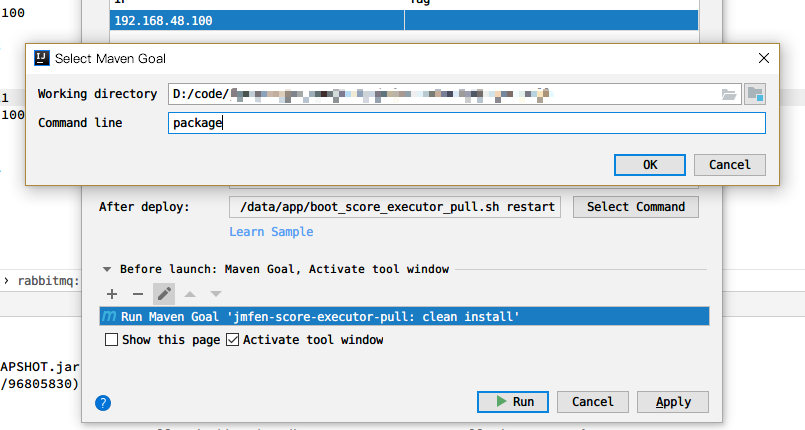 100
192.168.48.100
Select Maven Goal
Working directory D:/code/
1
Command line package
100
OK Cancel
After deploy: /data/app/boot_score_executor_pull.sh restart Select Command
Learn Sample
Before launch: Maven Goal, Activate tool window
rabbitmq:
Run Maven Goal 'jmfen-score-executor-pull: clean install'
Show this page Activate tool window
APSHOT.jar
/96805830)
Run Cancel Apply